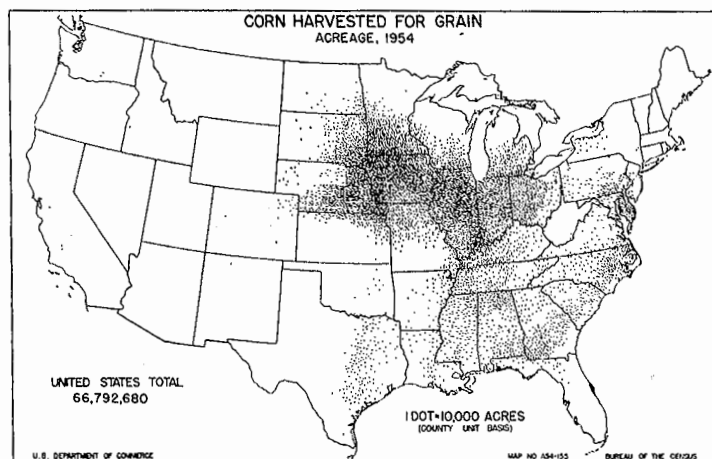 CORN HARVESTED FOR GRAIN
ACREAGE, 1954
UNITED STATES TOTAL
66,792,680
1 DOT=10,000 ACRES
(COUNTY UNIT BASIS)
U.S. DEPARTMENT OF COMMERCE
MAP NO A54-155
BUREAU OF THE CENSUS